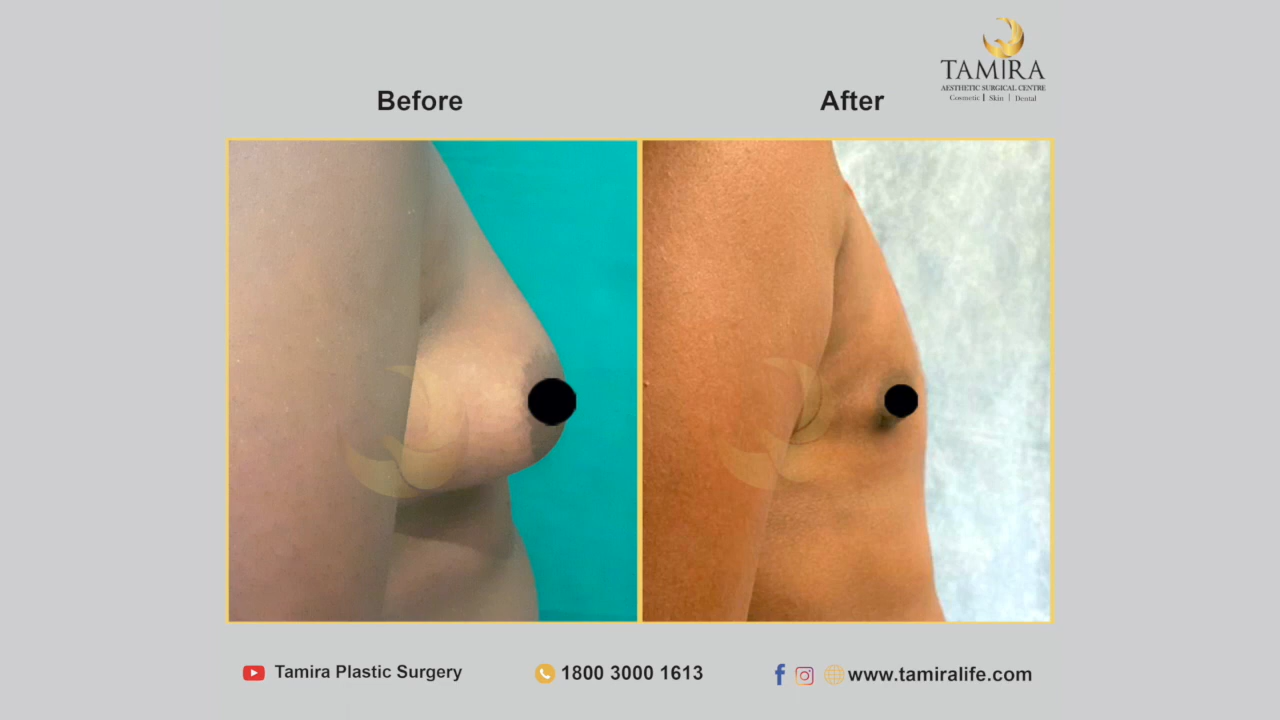 TAMIRA
AESTHETIC SURGICAL CENTRE
Cosmetic | Skin | Dental
Before
After
Tamira Plastic Surgery
1800 3000 1613
www.tamiralife.com